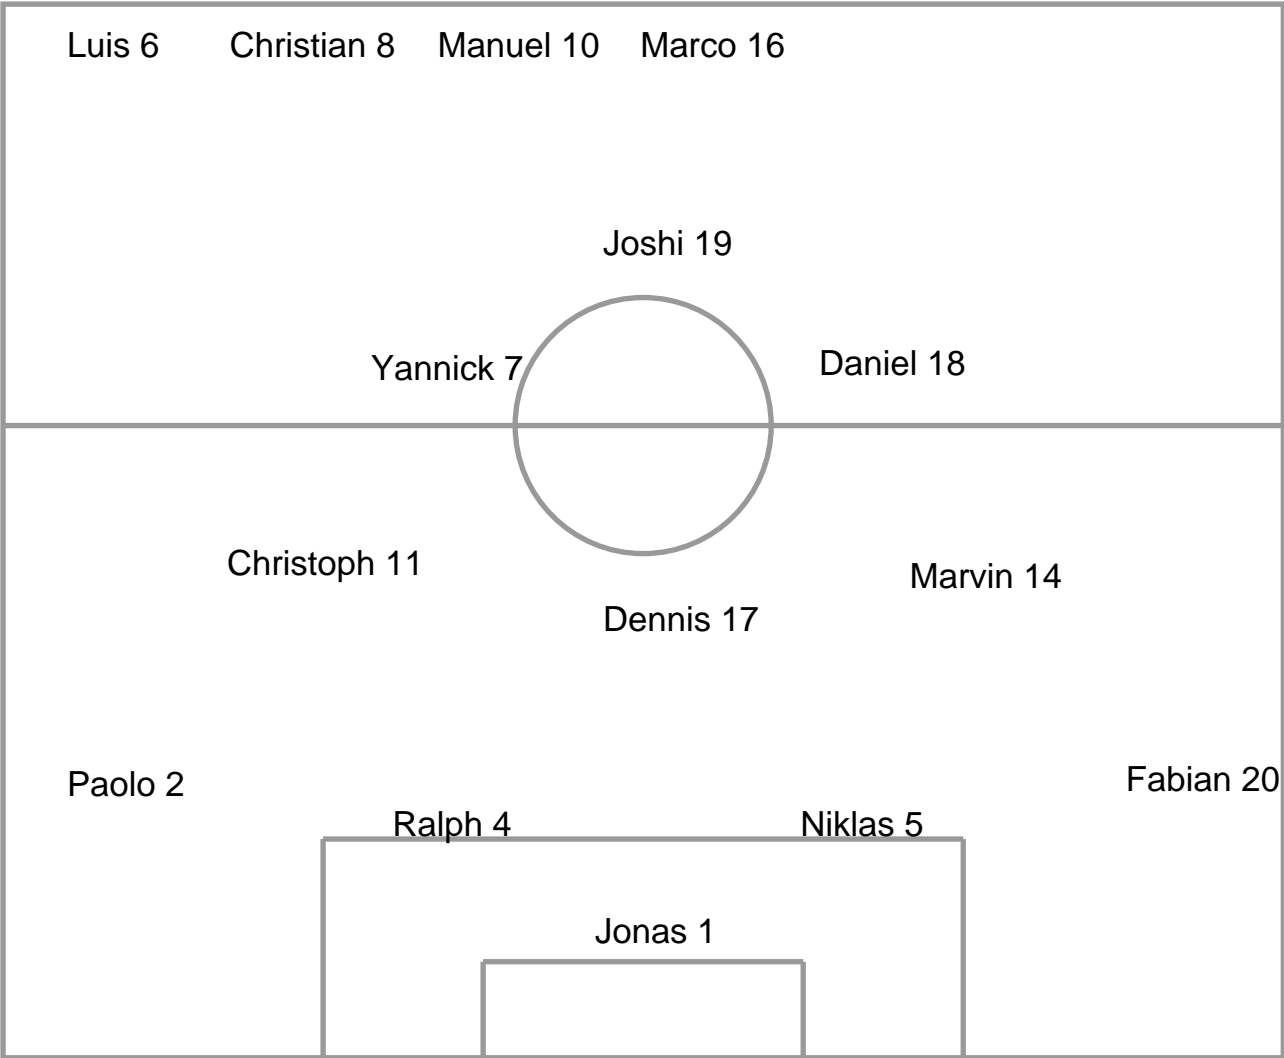 Luis 6 Christian 8 Manuel 10 Marco 16
Joshi 19
Yannick 7 Daniel 18
Christoph 11 Marvin 14
Dennis 17
Paolo 2 Fabian 20
Ralph 4 Niklas 5
Jonas 1